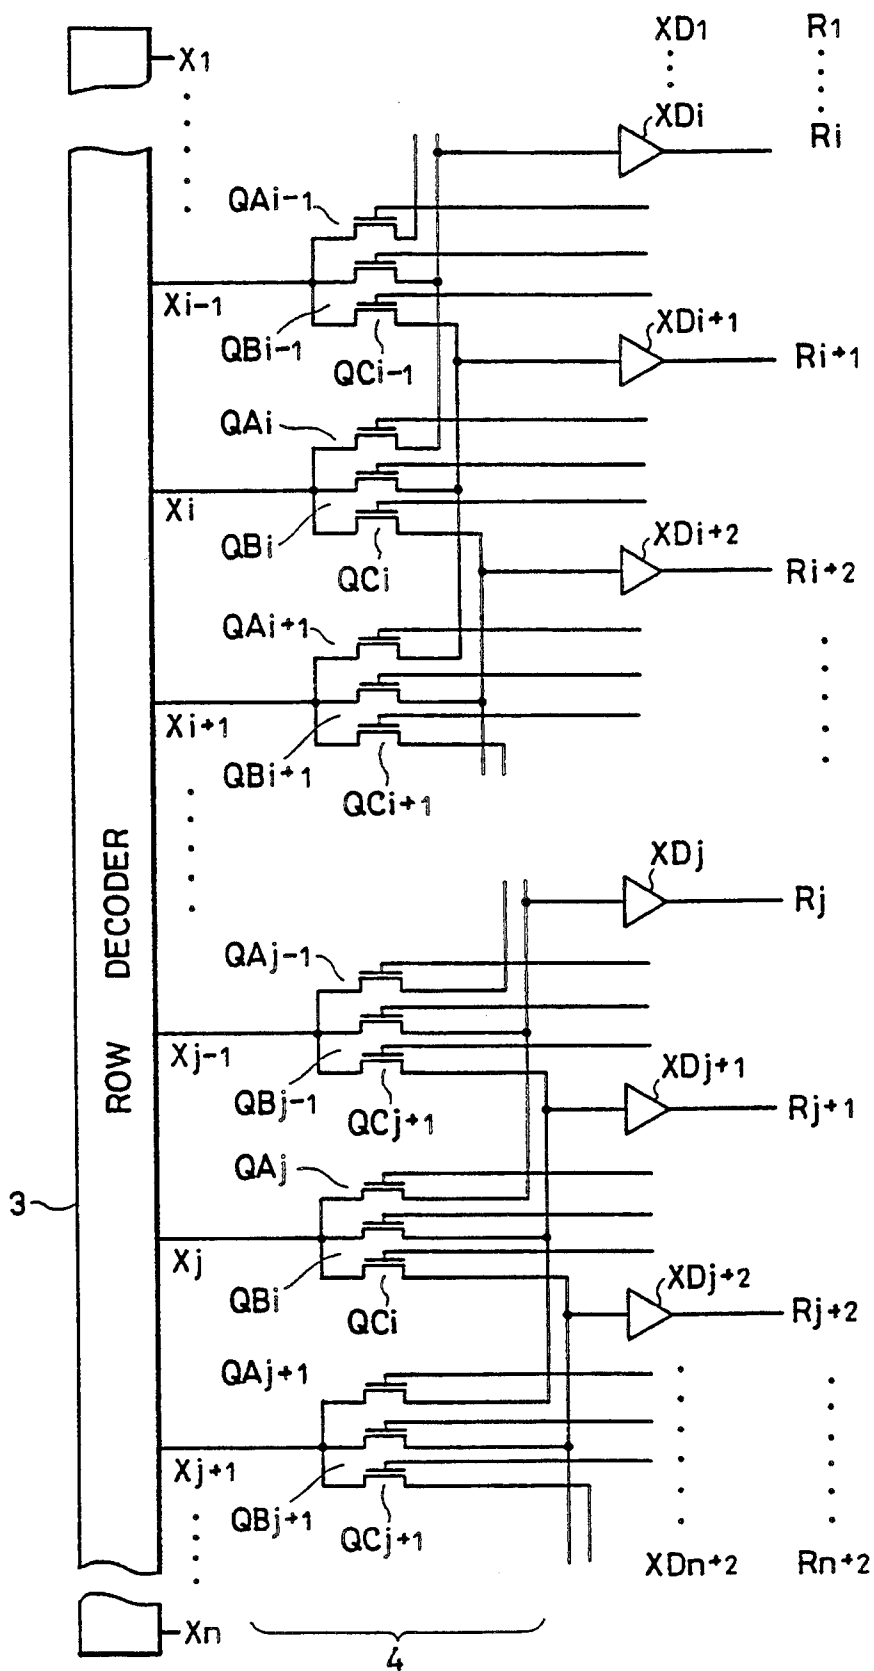 XD1 R1
X1
XDi
Ri
QAi-1
Xi-1
QBi-1
QCi-1
XDi+1
Ri+1
QAi
Xi
QBi
QCi
XDi+2
Ri+2
QAi+1
Xi+1
QBi+1
QCi+1
ROW DECODER
XDj
Rj
QAj-1
Xj-1
QBj-1
QCj+1
XDj+1
Rj+1
QAj
3
Xj
QBi
QCi
XDj+2
Rj+2
QAj+1
Xj+1
QBj+1
QCj+1
XDn+2 Rn+2
Xn
4